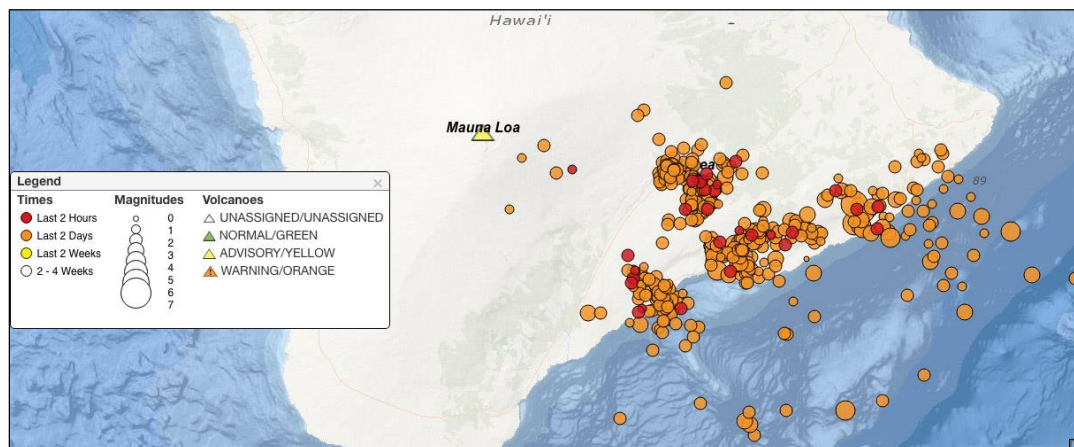 Hawai'i
Mauna Loa
ea
Legend
Times
Magnitudes
Volcanoes
Last 2 Hours
0
UNASSIGNED/UNASSIGNED
1
Last 2 Days
2
NORMAL/GREEN
3
Last 2 Weeks
4
ADVISORY/YELLOW
5
2 - 4 Weeks
6
WARNING/ORANGE
7
89